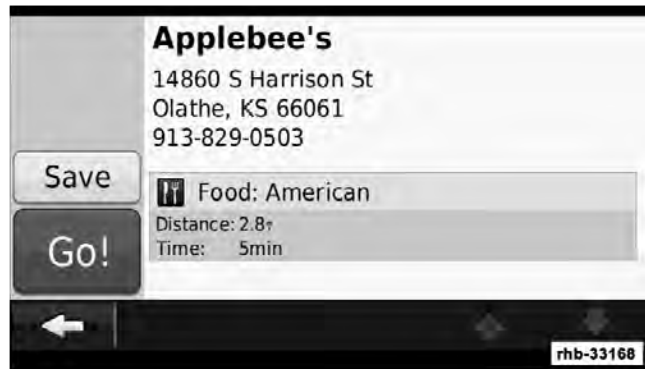 Applebee's
14860 S Harrison St
Olathe, KS 66061
913-829-0503
Save
Food: American
Distance: 2.8
Time: 5min
Go!
rhb-33168